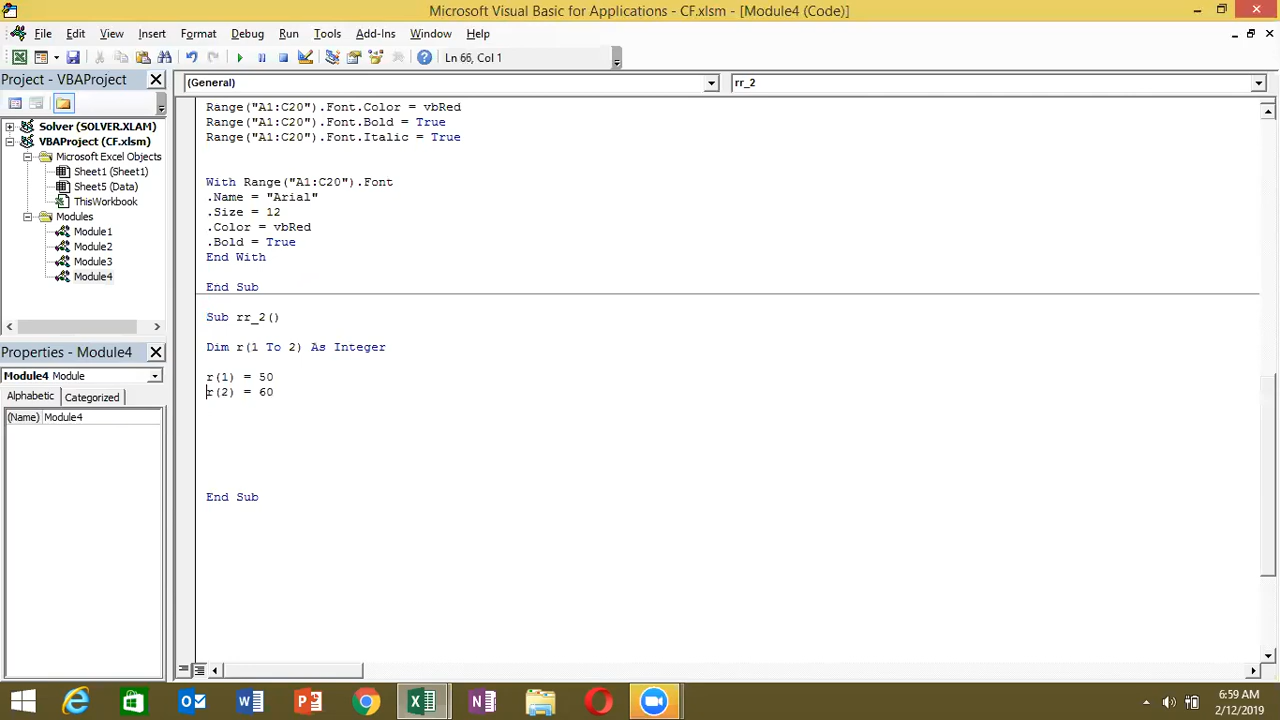 Microsoft Visual Basic for Applications - CF.xlsm - [Module4 (Code)]
File Edit View Insert Format Debug Run Tools Add-Ins Window Help
Ln 66, Col 1
Project - VBAProject
(General)
rr_2
Solver (SOLVER.XLAM)
VBAProject (CF.xlsm)
Microsoft Excel Objects
Sheet1 (Sheet1)
Sheet5 (Data)
ThisWorkbook
Modules
Module1
Module2
Module3
Module4
Properties - Module4
Module4 Module
Alphabetic Categorized
(Name) Module4
Range("A1:C20").Font.Color = vbRed
Range("A1:C20").Font.Bold = True
Range("A1:C20").Font.Italic = True
With Range("A1:C20").Font
.Name = "Arial"
.Size = 12
.Color = vbRed
.Bold = True
End With
End Sub
Sub rr_2()
Dim r(1 To 2) As Integer
r(1) = 50
r(2) = 60
End Sub
6:59 AM
2/12/2019